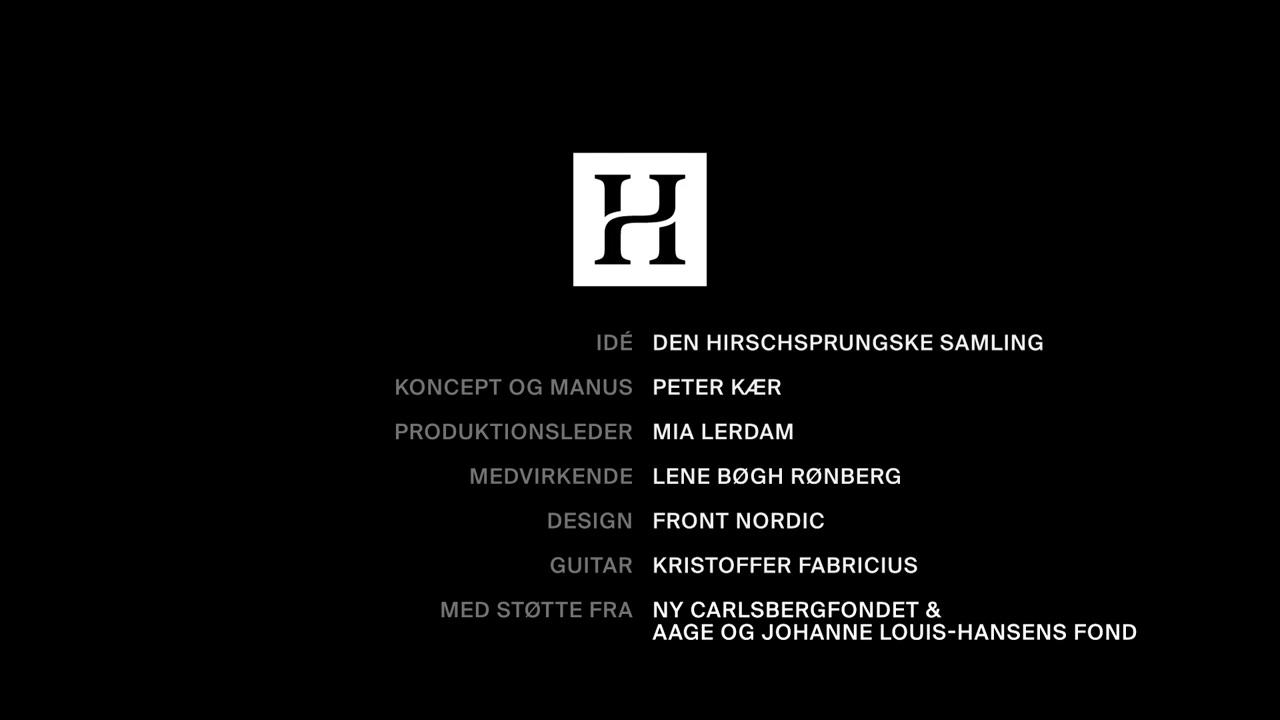 H
IDÉ DEN HIRSCHSPRUNGSKE SAMLING
KONCEPT OG MANUS PETER KÆR
PRODUKTIONSLEDER MIA LERDAM
MEDVIRKENDE LENE BØGH RØNBERG
DESIGN FRONT NORDIC
GUITAR KRISTOFFER FABRICIUS
MED STØTTE FRA NY CARLSBERGFONDET &
AAGE OG JOHANNE LOUIS-HANSENS FOND